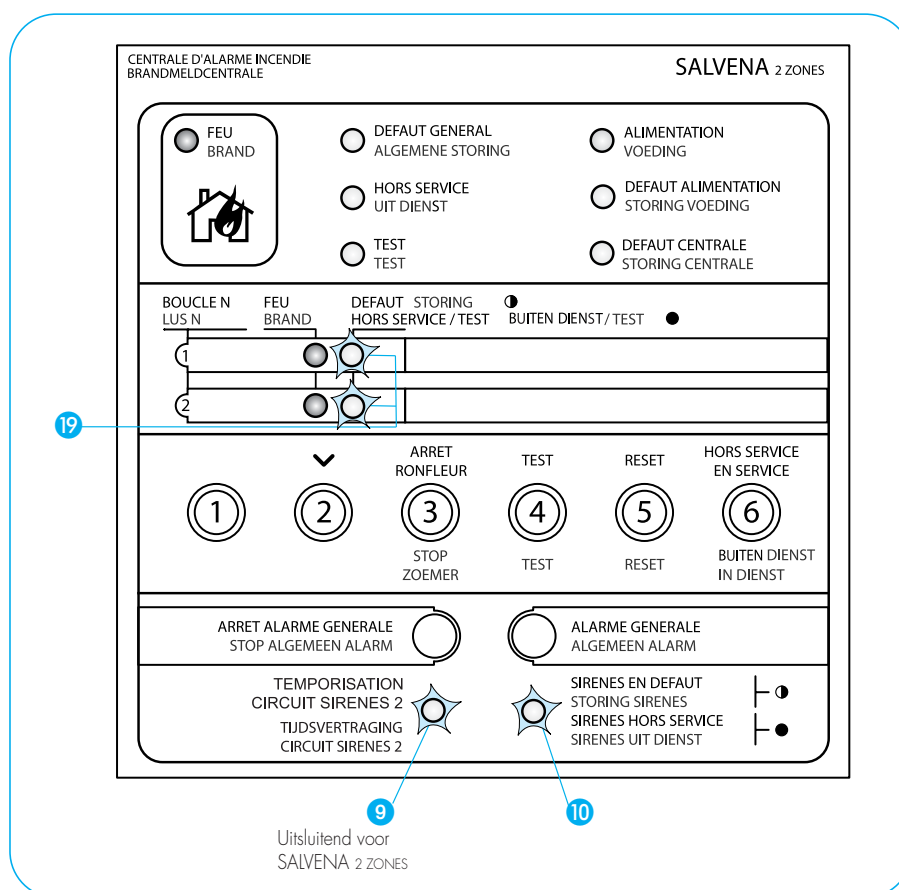 CENTRALE D'ALARME INCENDIE
BRANDMELDCENTRALE
SALVENA 2 ZONES
FEU
BRAND
DEFAUT GENERAL
ALGEMENE STORING
HORS SERVICE
UIT DIENST
TEST
TEST
ALIMENTATION
VOEDING
DEFAUT ALIMENTATION
STORING VOEDING
DEFAUT CENTRALE
STORING CENTRALE
BOUCLE N
LUS N
FEU
BRAND
DEFAUT STORING
HORS SERVICE / TEST BUITEN DIENST/TEST
1
2
19
ARRET
RONFLEUR
TEST
RESET
HORS SERVICE
EN SERVICE
1
2
3
4
5
6
STOP
ZOEMER
TEST
RESET
BUITEN DIENST
IN DIENST
ARRET ALARME GENERALE
STOP ALGEMEEN ALARM
ALARME GENERALE
ALGEMEEN ALARM
TEMPORISATION
CIRCUIT SIRENES 2
TIJDSVERTRAGING
CIRCUIT SIRENES 2
SIRENES EN DEFAUT
STORING SIRENES
SIRENES HORS SERVICE
SIRENES UIT DIENST
9
10
Uitsluitend voor
SALVENA 2 ZONES